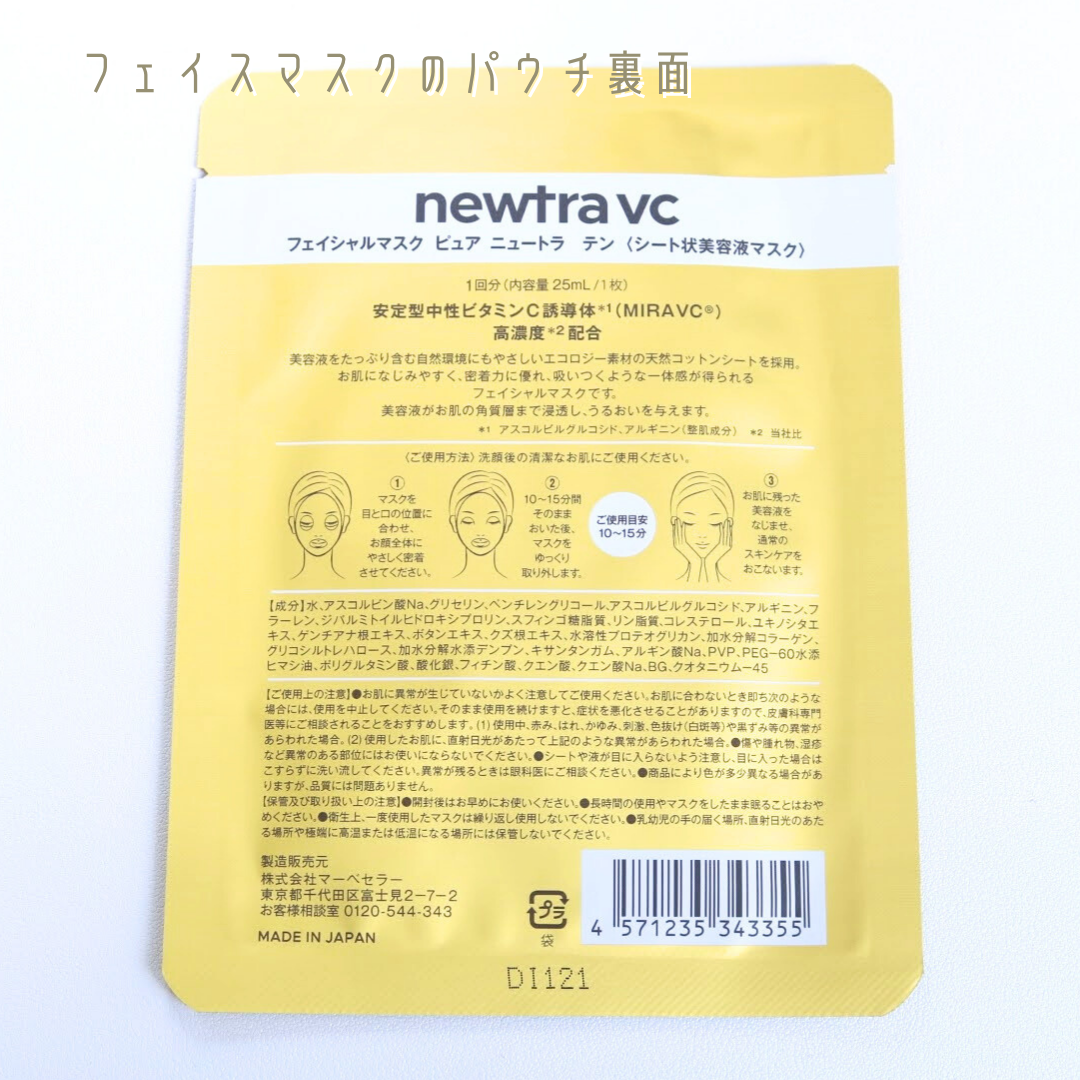 フェイスマスクのパウチ裏面
newtra vc
フェイシャルマスク ピュア ニュートラ テン 〈シート状美容液マスク〉
1回分（内容量 25mL /1枚）
安定型中性ビタミンC誘導体*1(MIRAVC®)
高濃度*2配合
美容液をたっぷり含む自然環境にもやさしいエコロジー素材の天然コットンシートを採用。
お肌になじみやすく、密着力に優れ、吸いつくような一体感が得られる
フェイシャルマスクです。
美容液がお肌の角質層まで浸透し、うるおいを与えます。
*1 アスコルビルグルコシド、アルギニン（整肌成分） *2 当社比
〈ご使用方法〉洗顔後の清潔なお肌にご使用ください。
①
マスクを
目と口の位置に
合わせ、
お顔全体に
やさしく密着
させてください。
②
10〜15分間
そのまま
おいた後、
マスクを
ゆっくり
取り外します。
ご使用目安
10〜15分
③
お肌に残った
美容液を
なじませ、
通常の
スキンケアを
おこないます。
【成分】水、アスコルビン酸Na、グリセリン、ペンチレングリコール、アスコルビルグルコシド、アルギニン、フ
ラーレン、ジパルミトイルヒドロキシプロリン、スフィンゴ糖脂質、リン脂質、コレステロール、ユキノシタエ
キス、ゲンチアナ根エキス、ボタンエキス、クズ根エキス、水溶性プロテオグリカン、加水分解コラーゲン、
グリコシルトレハロース、加水分解水添デンプン、キサンタンガム、アルギン酸Na、PVP、PEG-60水添
ヒマシ油、ポリグルタミン酸、酸化銀、フィチン酸、クエン酸、クエン酸Na、BG、クオタニウム-45
【ご使用上の注意】●お肌に異常が生じていないかよく注意してご使用ください。お肌に合わないとき即ち次のような
場合には、使用を中止してください。そのまま使用を続けますと、症状を悪化させることがありますので、皮膚科専門
医等にご相談されることをおすすめします。(1)使用中、赤み、はれ、かゆみ、刺激、色抜け（白斑等）や黒ずみ等の異常が
あらわれた場合。(2)使用したお肌に、直射日光があたって上記のような異常があらわれた場合。●傷や腫れ物、湿疹
など異常のある部位にはお使いにならないでください。●シートや液が目に入らないよう注意し、目に入った場合は
こすらずに洗い流してください。異常が残るときは眼科医にご相談ください。●商品により色が多少異なる場合があ
りますが、品質には問題ありません。
【保管及び取り扱い上の注意】●開封後はお早めにお使いください。●長時間の使用やマスクをしたまま眠ることはおや
めください。●衛生上、一度使用したマスクは繰り返し使用しないでください。●乳幼児の手の届く場所、直射日光のあた
る場所や極端に高温または低温になる場所には保管しないでください。
製造販売元
株式会社マーベセラー
東京都千代田区富士見2-7-2
お客様相談室 0120-544-343
MADE IN JAPAN
プラ
袋
4 571235 343355
DI121